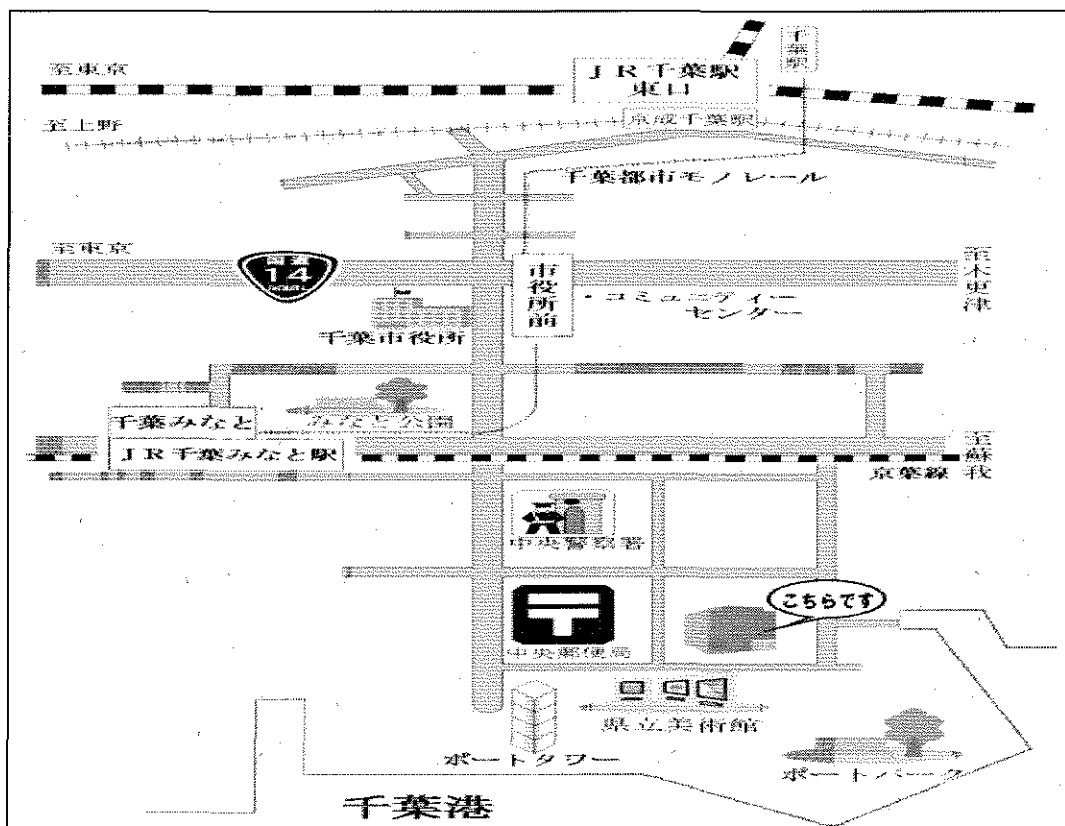 千葉駅
至東京
JR千葉駅
東口
至上野
京成千葉駅
千葉都市モノレール
至東京
国道
14
ROUTE
市役所前
至木更津
・コミュニティー
センター
千葉市役所
みなと公園
千葉みなと
JR千葉みなと駅
至蘇我
京葉線
中央警察署
こちらです
中央郵便局
県立美術館
ポートタワー
ポートパーク
千葉港